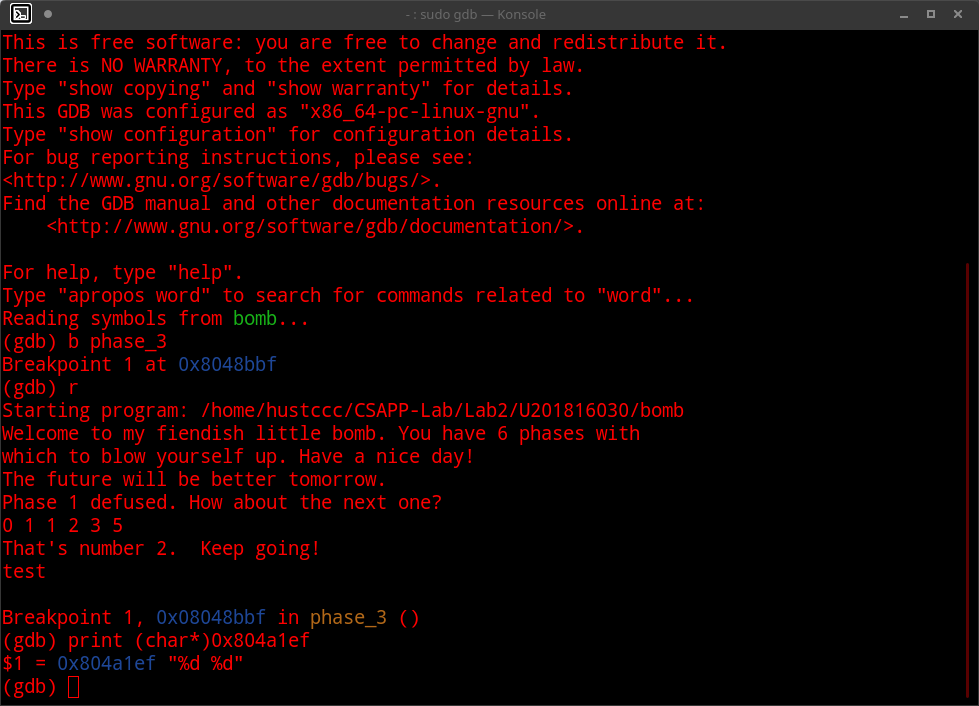 - : sudo gdb — Konsole
This is free software: you are free to change and redistribute it.
There is NO WARRANTY, to the extent permitted by law.
Type "show copying" and "show warranty" for details.
This GDB was configured as "x86_64-pc-linux-gnu".
Type "show configuration" for configuration details.
For bug reporting instructions, please see:
<http://www.gnu.org/software/gdb/bugs/>.
Find the GDB manual and other documentation resources online at:
    <http://www.gnu.org/software/gdb/documentation/>.

For help, type "help".
Type "apropos word" to search for commands related to "word"...
Reading symbols from bomb...
(gdb) b phase_3
Breakpoint 1 at 0x8048bbf
(gdb) r
Starting program: /home/hustccc/CSAPP-Lab/Lab2/U201816030/bomb
Welcome to my fiendish little bomb. You have 6 phases with
which to blow yourself up. Have a nice day!
The future will be better tomorrow.
Phase 1 defused. How about the next one?
0 1 1 2 3 5
That's number 2.  Keep going!
test

Breakpoint 1, 0x08048bbf in phase_3 ()
(gdb) print (char*)0x804a1ef
$1 = 0x804a1ef "%d %d"
(gdb)